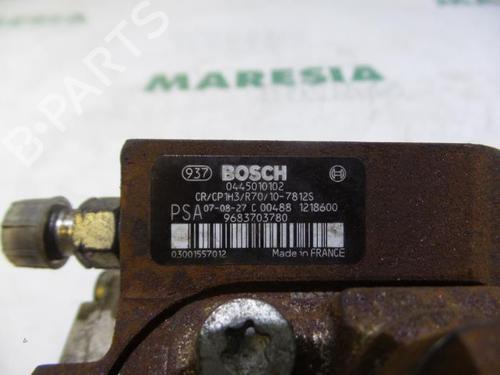 MARESIA
B-Parts
937 BOSCH
0445010102
CR/CP1H3/R70/10-7812S
PSA 07-08-27 C 00488 1218600
9683703780
03001557012 Made in FRANCE